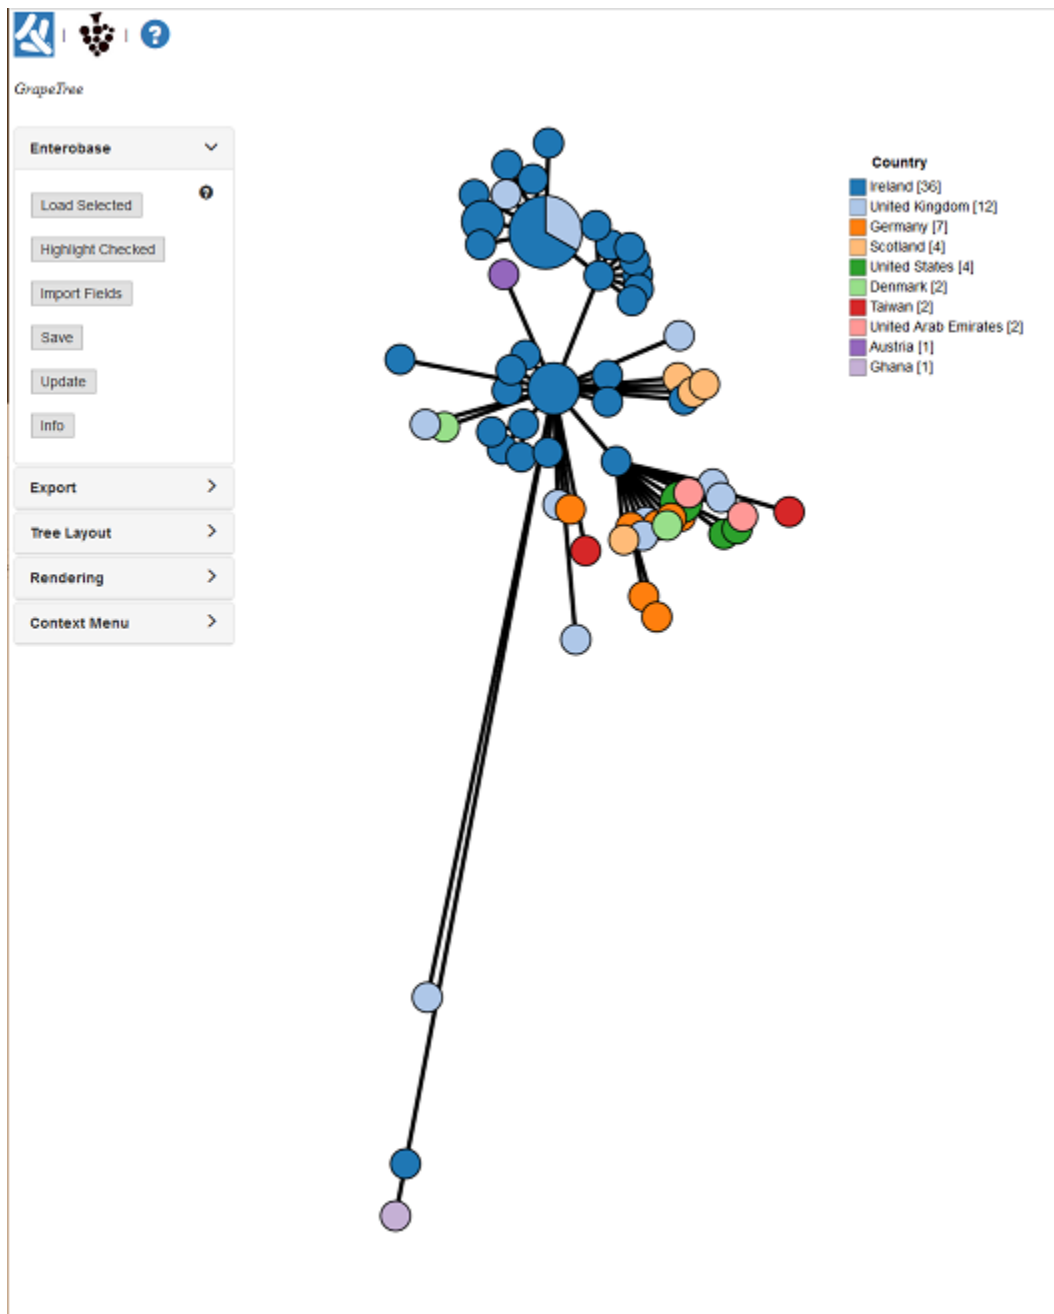 GrapeTree
Enterobase
Load Selected
Highlight Checked
Import Fields
Save
Update
Info
Export
Tree Layout
Rendering
Context Menu
Country
Ireland [36]
United Kingdom [12]
Germany [7]
Scotland [4]
United States [4]
Denmark [2]
Taiwan [2]
United Arab Emirates [2]
Austria [1]
Ghana [1]